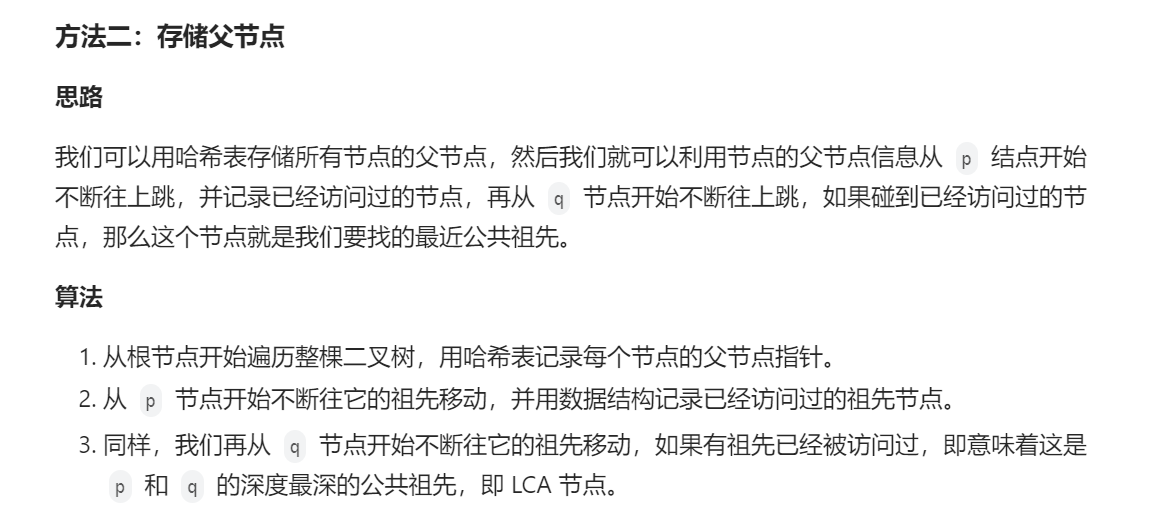 方法二：存储父节点
思路
我们可以用哈希表存储所有节点的父节点，然后我们就可以利用节点的父节点信息从 p 结点开始
不断往上跳，并记录已经访问过的节点，再从 q 节点开始不断往上跳，如果碰到已经访问过的节
点，那么这个节点就是我们要找的最近公共祖先。
算法
1. 从根节点开始遍历整棵二叉树，用哈希表记录每个节点的父节点指针。
2. 从 p 节点开始不断往它的祖先移动，并用数据结构记录已经访问过的祖先节点。
3. 同样，我们再从 q 节点开始不断往它的祖先移动，如果有祖先已经被访问过，即意味着这是
p 和 q 的深度最深的公共祖先，即 LCA 节点。